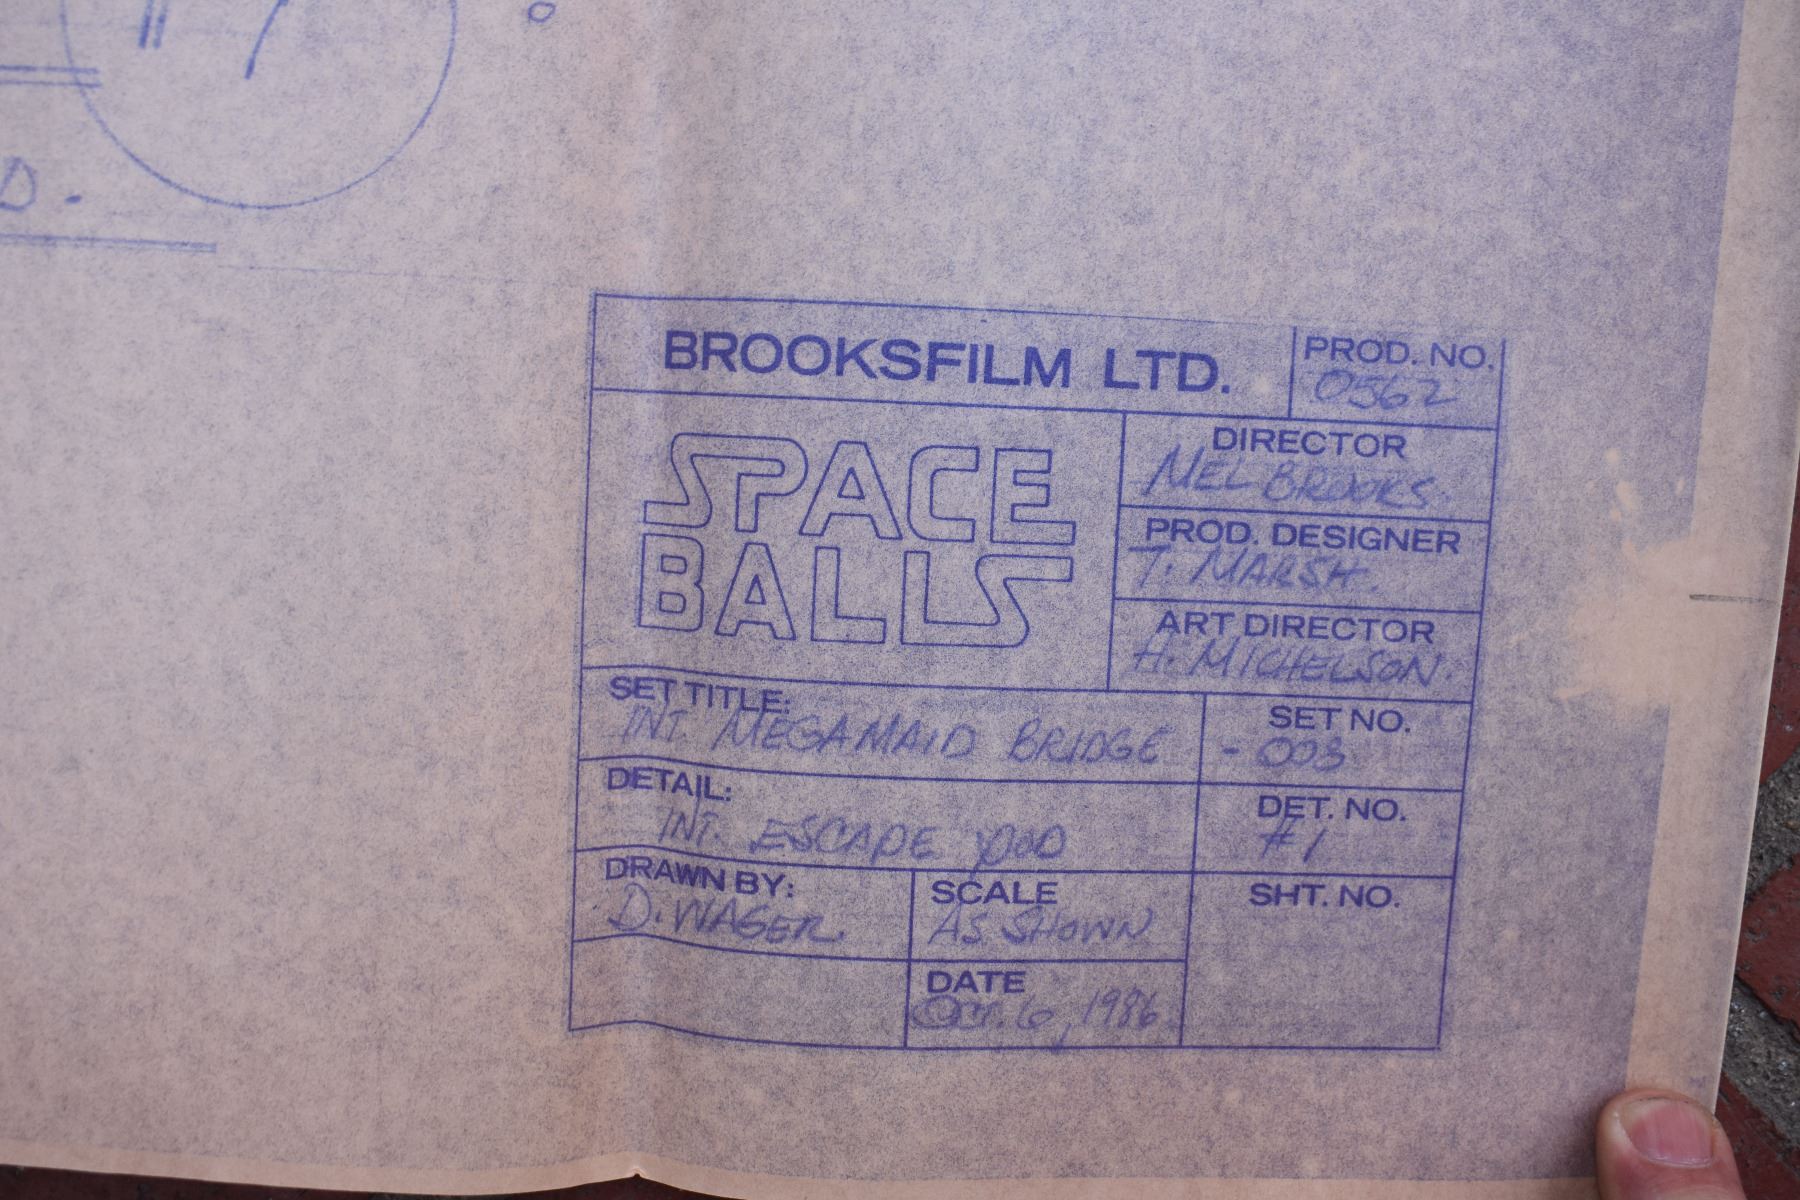 #1
D.
BROOKSFILM LTD.
PROD. NO.
0562
SPACE
BALLS
DIRECTOR
MEL BROOKS.
PROD. DESIGNER
T. MARSH.
ART DIRECTOR
H. MICHELSON.
SET TITLE:
INT. MEGAMAID BRIDGE
SET NO.
- 003
DETAIL:
INT. ESCAPE POD
DET. NO.
#1
DRAWN BY:
D. WAGER.
SCALE
AS SHOWN
SHT. NO.
DATE
OCT. 6, 1986